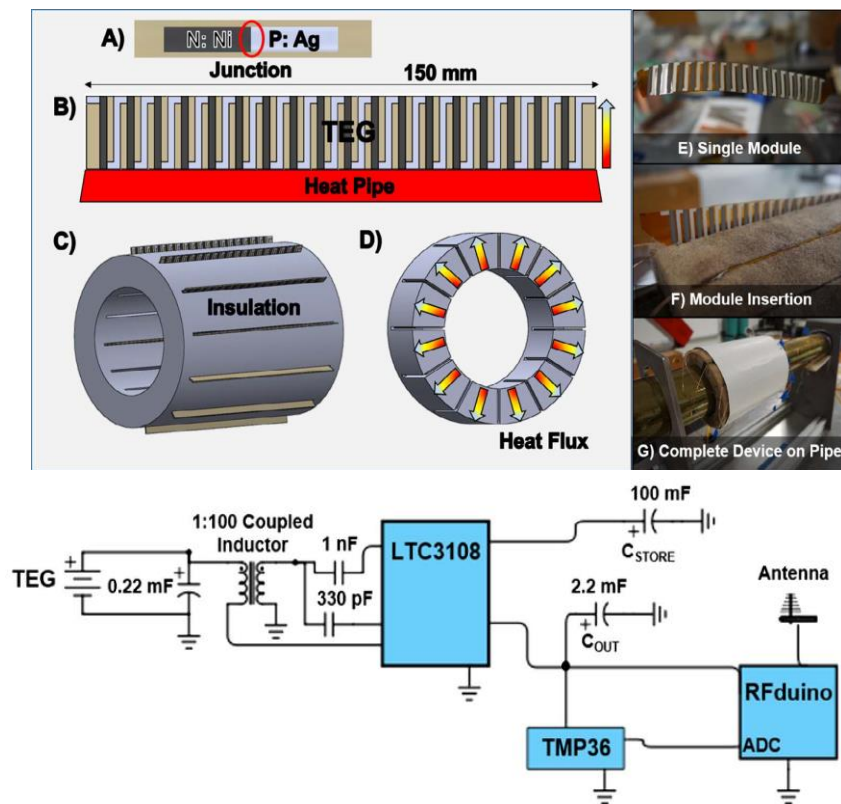 A)
N: Ni
P: Ag
Junction
150 mm
B)
TEG
Heat Pipe
C)
Insulation
D)
Heat Flux
E) Single Module
F) Module Insertion
G) Complete Device on Pipe
1:100 Coupled
Inductor
1 nF
330 pF
TEG
0.22 mF
LTC3108
100 mF
CSTORE
2.2 mF
COUT
Antenna
RFduino
ADC
TMP36